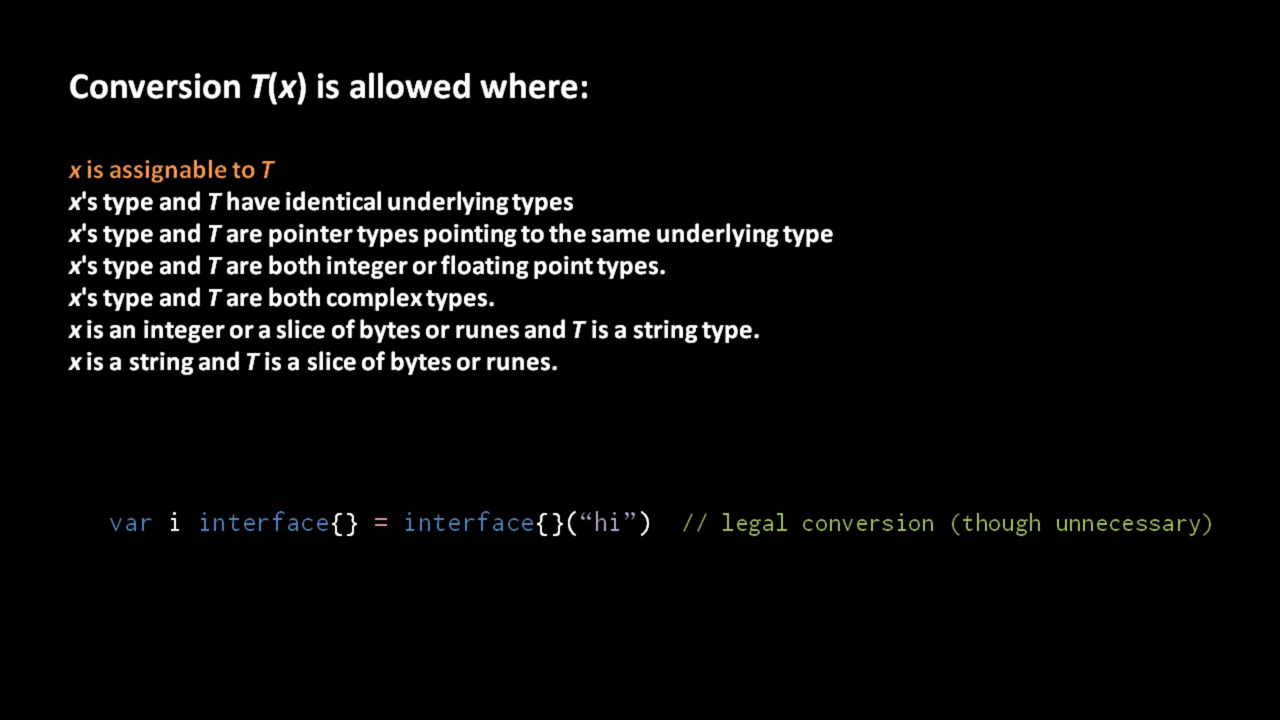 Conversion T(x) is allowed where:
x is assignable to T
x's type and T have identical underlying types
x's type and T are pointer types pointing to the same underlying type
x's type and T are both integer or floating point types.
x's type and T are both complex types.
x is an integer or a slice of bytes or runes and T is a string type.
x is a string and T is a slice of bytes or runes.
var i interface{} = interface{}(“hi”)  // legal conversion (though unnecessary)